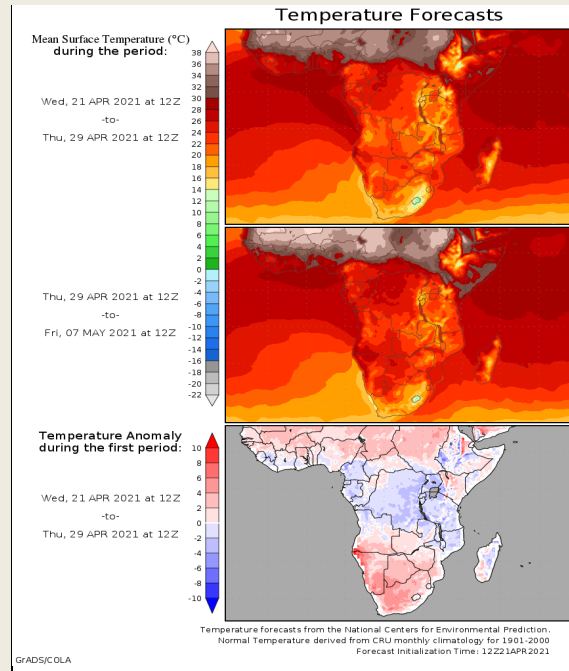 Temperature Forecasts
Mean Surface Temperature (°C)
during the period:
Wed, 21 APR 2021 at 12Z
-to-
Thu, 29 APR 2021 at 12Z
38
36
34
32
30
28
26
24
22
20
18
16
14
12
10
8
6
4
2
0
-2
-4
-6
-8
-10
-12
-14
-16
-18
-20
-22
Thu, 29 APR 2021 at 12Z
-to-
Fri, 07 MAY 2021 at 12Z
Temperature Anomaly
during the first period:
Wed, 21 APR 2021 at 12Z
-to-
Thu, 29 APR 2021 at 12Z
10
8
6
4
2
0
-2
-4
-6
-8
-10
Temperature forecasts from the National Centers for Environmental Prediction.
Normal Temperature derived from CRU monthly climatology for 1901-2000
Forecast Initialization Time: 12Z21APR2021
GrADS/COLA